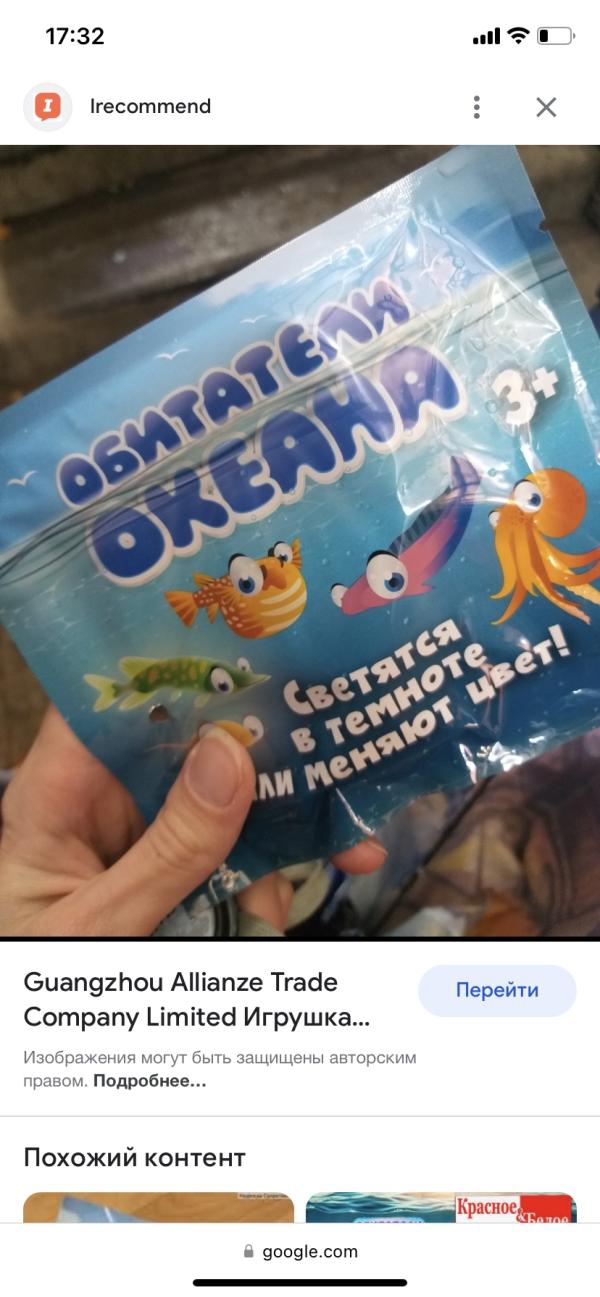 17:32
Irecommend
ОБИТАТЕЛИ
ОКЕАНА
3+
Светятся
в темноте
или меняют цвет!
Guangzhou Allianze Trade
Company Limited Игрушка...
Перейти
Изображения могут быть защищены авторским
правом. Подробнее...
Похожий контент
Красное
&Белое
google.com